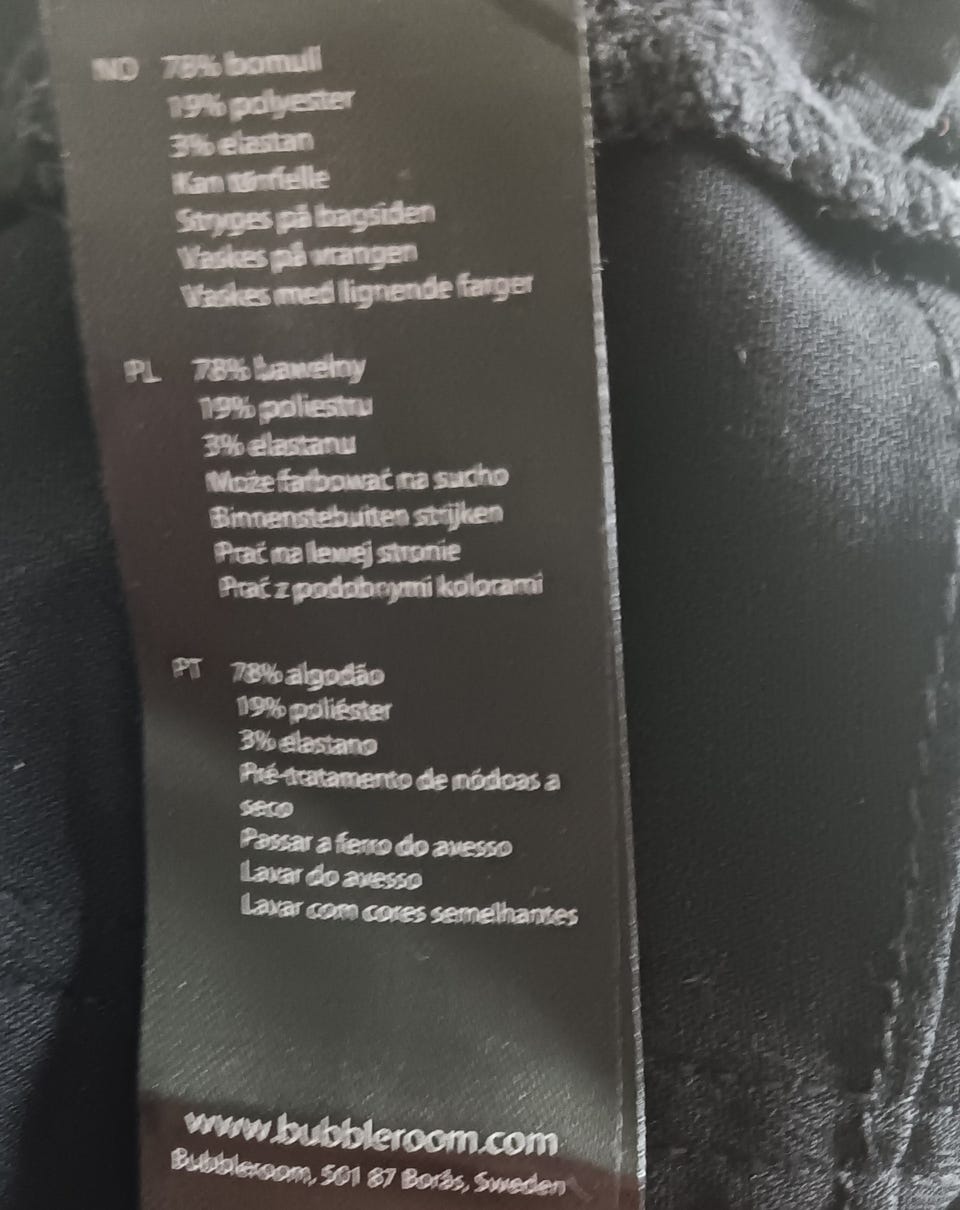 NO 78% bomull
19% polyester
3% elastan
Kan tørrfelle
Stryges på bagsiden
Vaskes på vrangen
Vaskes med lignende farger
PL 78% bawełny
19% poliestru
3% elastanu
Może farbować na sucho
Binnenstebuiten strijken
Prać na lewej stronie
Prać z podobnymi kolorami
PT 78% algodão
19% poliéster
3% elastano
Pré-tratamento de nódoas a
seco
Passar a ferro do avesso
Lavar do avesso
Lavar com cores semelhantes
www.bubbleroom.com
Bubbleroom, 501 87 Borås, Sweden